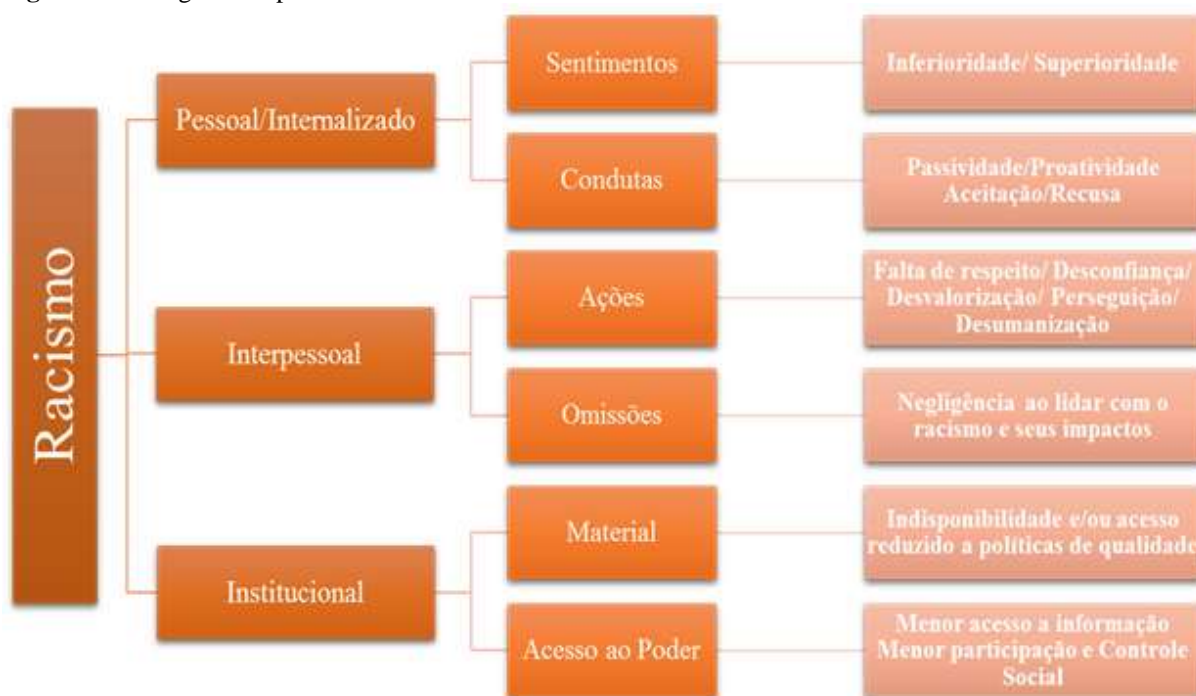 Racismo
Pessoal/Internalizado
Sentimentos
Inferioridade/ Superioridade
Condutas
Passividade/Proatividade
Aceitação/Recusa
Interpessoal
Ações
Falta de respeito/ Desconfiança/
Desvalorização/ Perseguição/
Desumanização
Omissões
Negligência ao lidar com o
racismo e seus impactos
Institucional
Material
Indisponibilidade e/ou acesso
reduzido a políticas de qualidade
Acesso ao Poder
Menor acesso a informação
Menor participação e Controle
Social